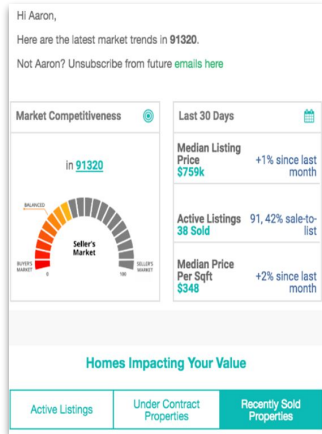 Hi Aaron,
Here are the latest market trends in 91320.
Not Aaron? Unsubscribe from future emails here
Market Competitiveness
in 91320
BALANCED
Seller's
Market
BUYER'S
MARKET
0
100
SELLER'S
MARKET
Last 30 Days
Median Listing
Price
$759k
+1% since last
month
Active Listings
38 Sold
91, 42% sale-to-
list
Median Price
Per Sqft
$348
+2% since last
month
Homes Impacting Your Value
Active Listings
Under Contract
Properties
Recently Sold
Properties